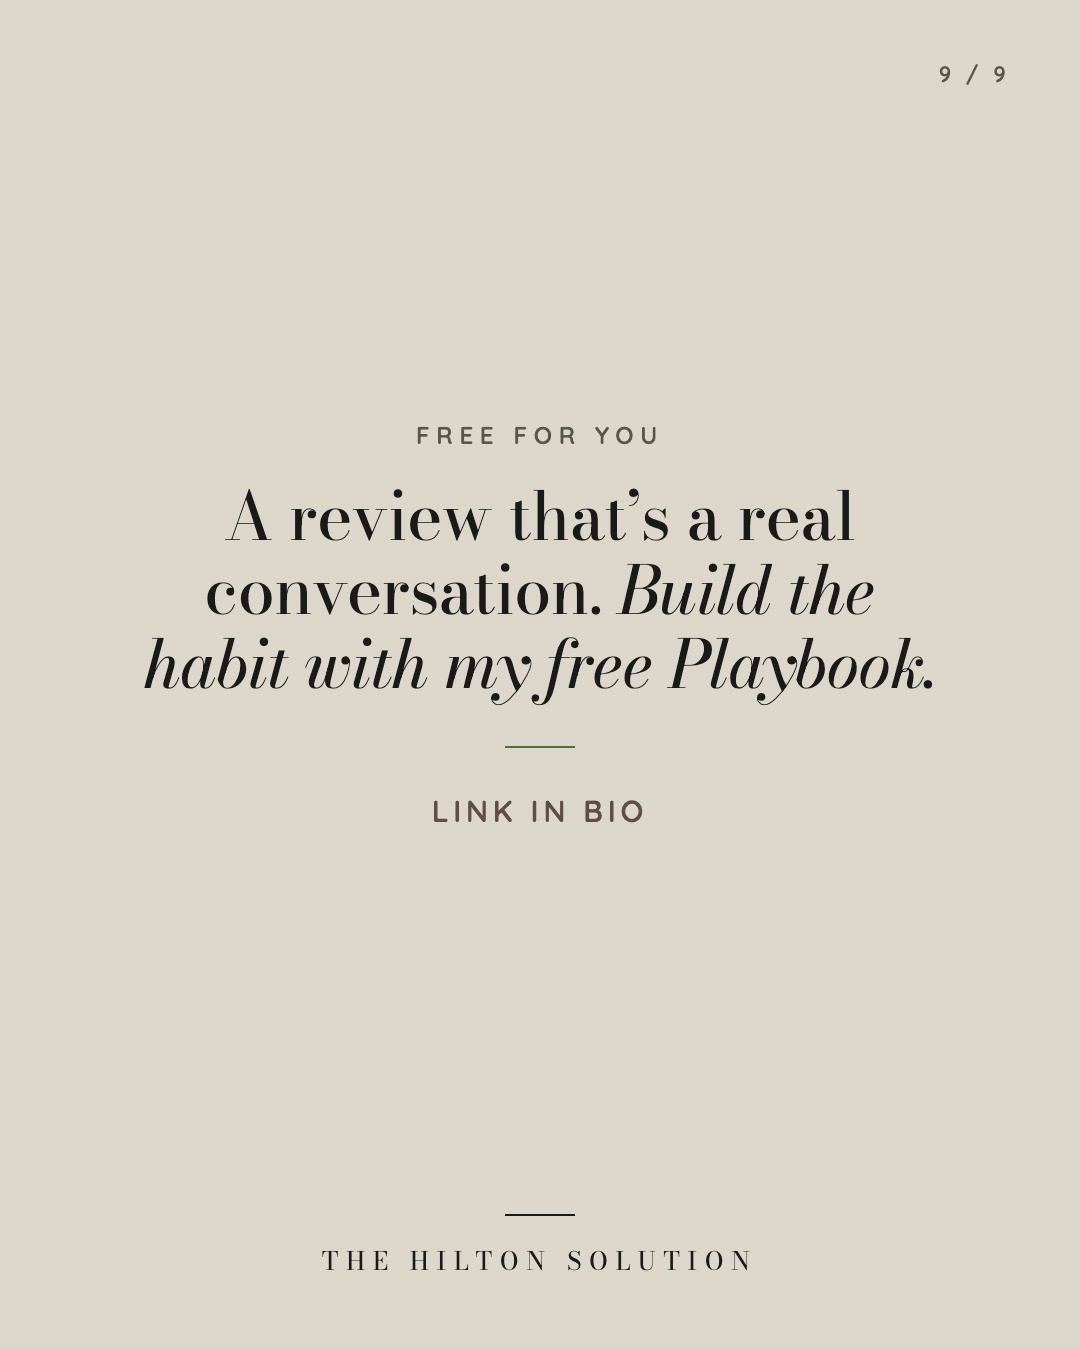 9 / 9
FREE FOR YOU
A review that’s a real
conversation. Build the
habit with my free Playbook.
LINK IN BIO
THE HILTON SOLUTION